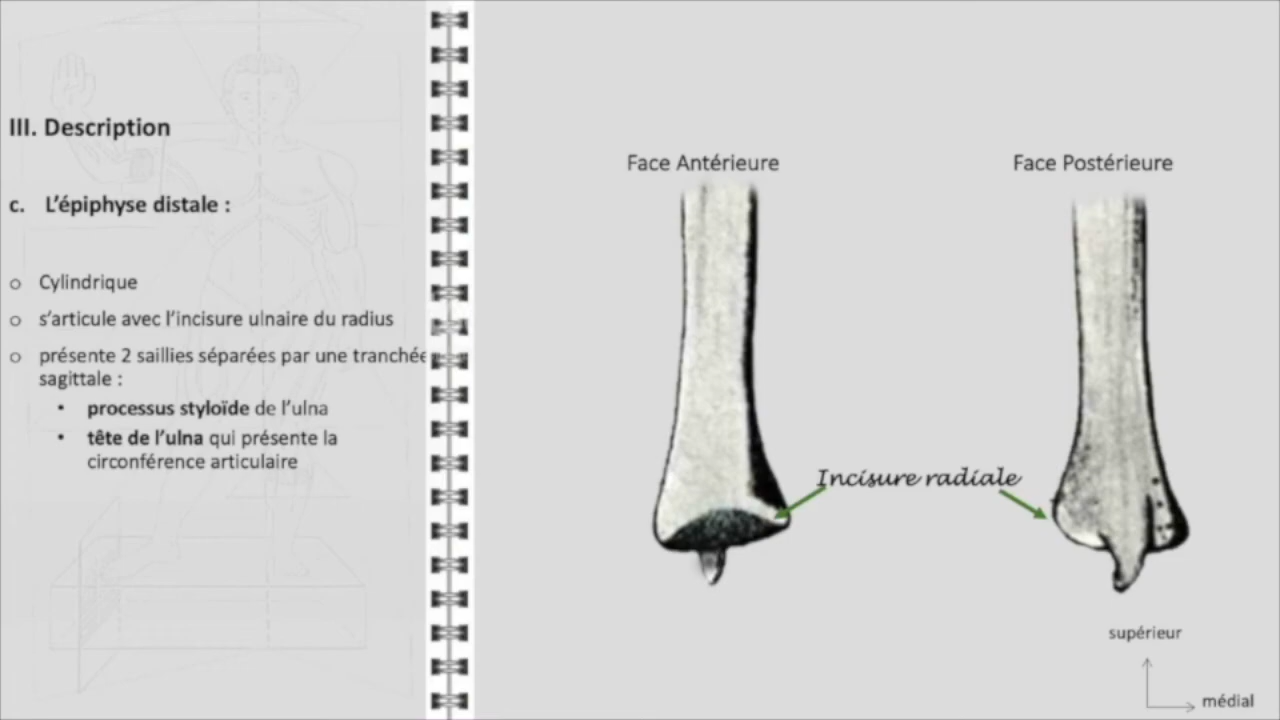 III. Description
c. L'épiphyse distale :
o Cylindrique
o s'articule avec l'incisure ulnaire du radius
o présente 2 saillies séparées par une tranchée
sagittale :
• processus styloïde de l'ulna
• tête de l'ulna qui présente la
circonférence articulaire
Face Antérieure
Face Postérieure
Incisure radiale
supérieur
médial